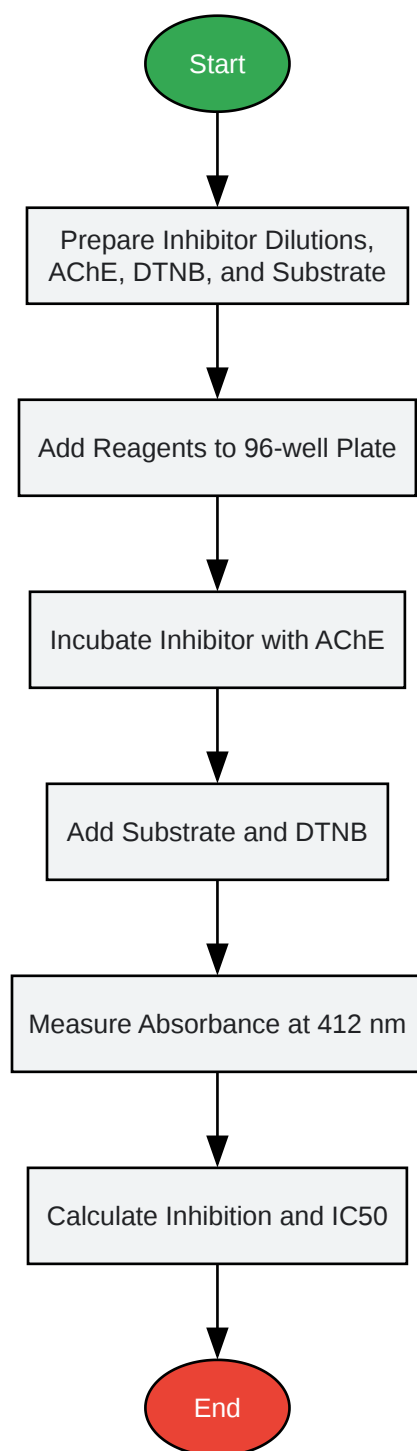 Start
Prepare Inhibitor Dilutions,
AChE, DTNB, and Substrate
Add Reagents to 96-well Plate
Incubate Inhibitor with AChE
Add Substrate and DTNB
Measure Absorbance at 412 nm
Calculate Inhibition and IC50
End